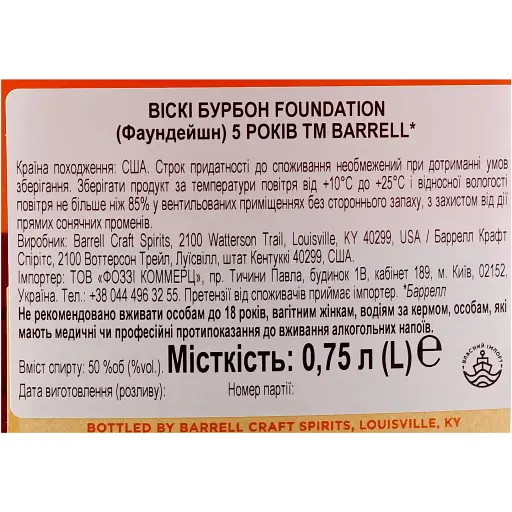 ВІСКІ БУРБОН FOUNDATION
(Фаундейшн) 5 РОКІВ ТМ BARRELL*
Країна походження: США. Строк придатності до споживання необмежений при дотриманні умов
зберігання. Зберігати продукт за температури повітря від +10°С до +25°С і відносної вологості
повітря не більше ніж 85% у вентильованих приміщеннях без стороннього запаху, з захистом від дії
прямих сонячних променів.
Виробник: Barrell Craft Spirits, 2100 Watterson Trail, Louisville, KY 40299, USA / Баррелл Крафт
Спірітс, 2100 Воттерсон Трейл, Луїсвілл, штат Кентуккі 40299, США.
Імпортер: ТОВ «ФОЗЗІ КОММЕРЦ», пр. Тичини Павла, будинок 1В, кабінет 189, м. Київ, 02152,
Україна. Тел.: +38 044 496 32 55. Претензії від споживачів приймає імпортер. *Баррелл
Не рекомендовано вживати особам до 18 років, вагітним жінкам, водіям за кермом, особам, які
мають медичні чи професійні протипоказання до вживання алкогольних напоїв.
Вміст спирту: 50 %об (%vol.). Місткість: 0,75 л (L) e
ВЛАСНИЙ ІМПОРТ
Дата виготовлення (розливу): Номер партії:
BOTTLED BY BARRELL CRAFT SPIRITS, LOUISVILLE, KY